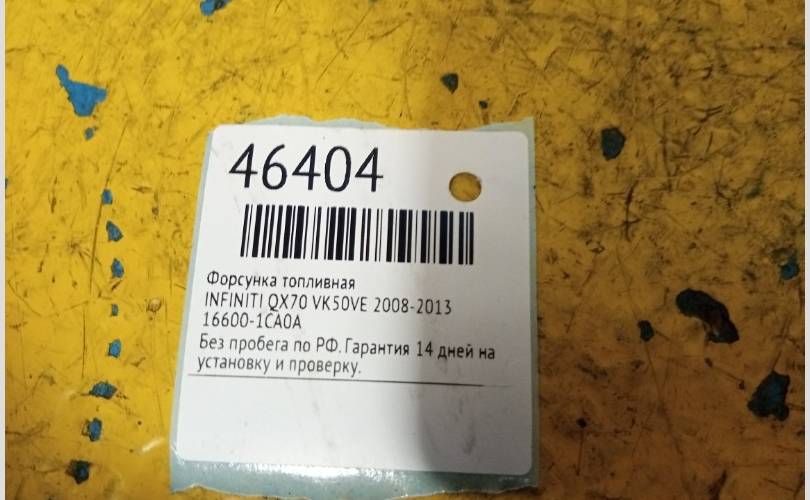 46404
Форсунка топливная
INFINITI QX70 VK50VE 2008-2013
16600-1CA0A
Без пробега по РФ. Гарантия 14 дней на
установку и проверку.